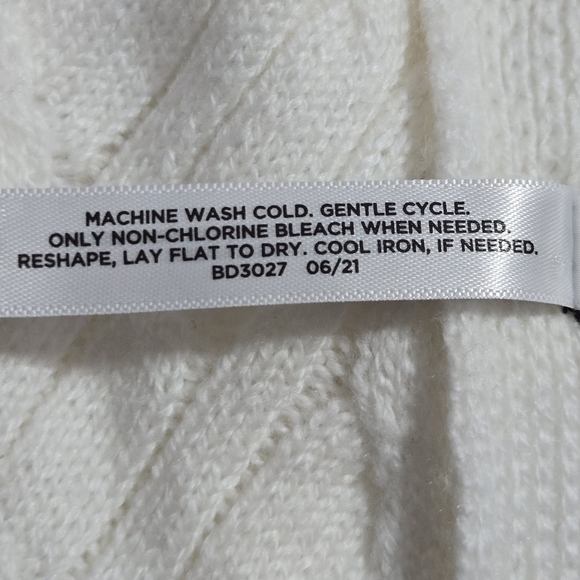 MACHINE WASH COLD. GENTLE CYCLE.
ONLY NON-CHLORINE BLEACH WHEN NEEDED.
RESHAPE, LAY FLAT TO DRY. COOL IRON, IF NEEDED.
BD3027 06/21